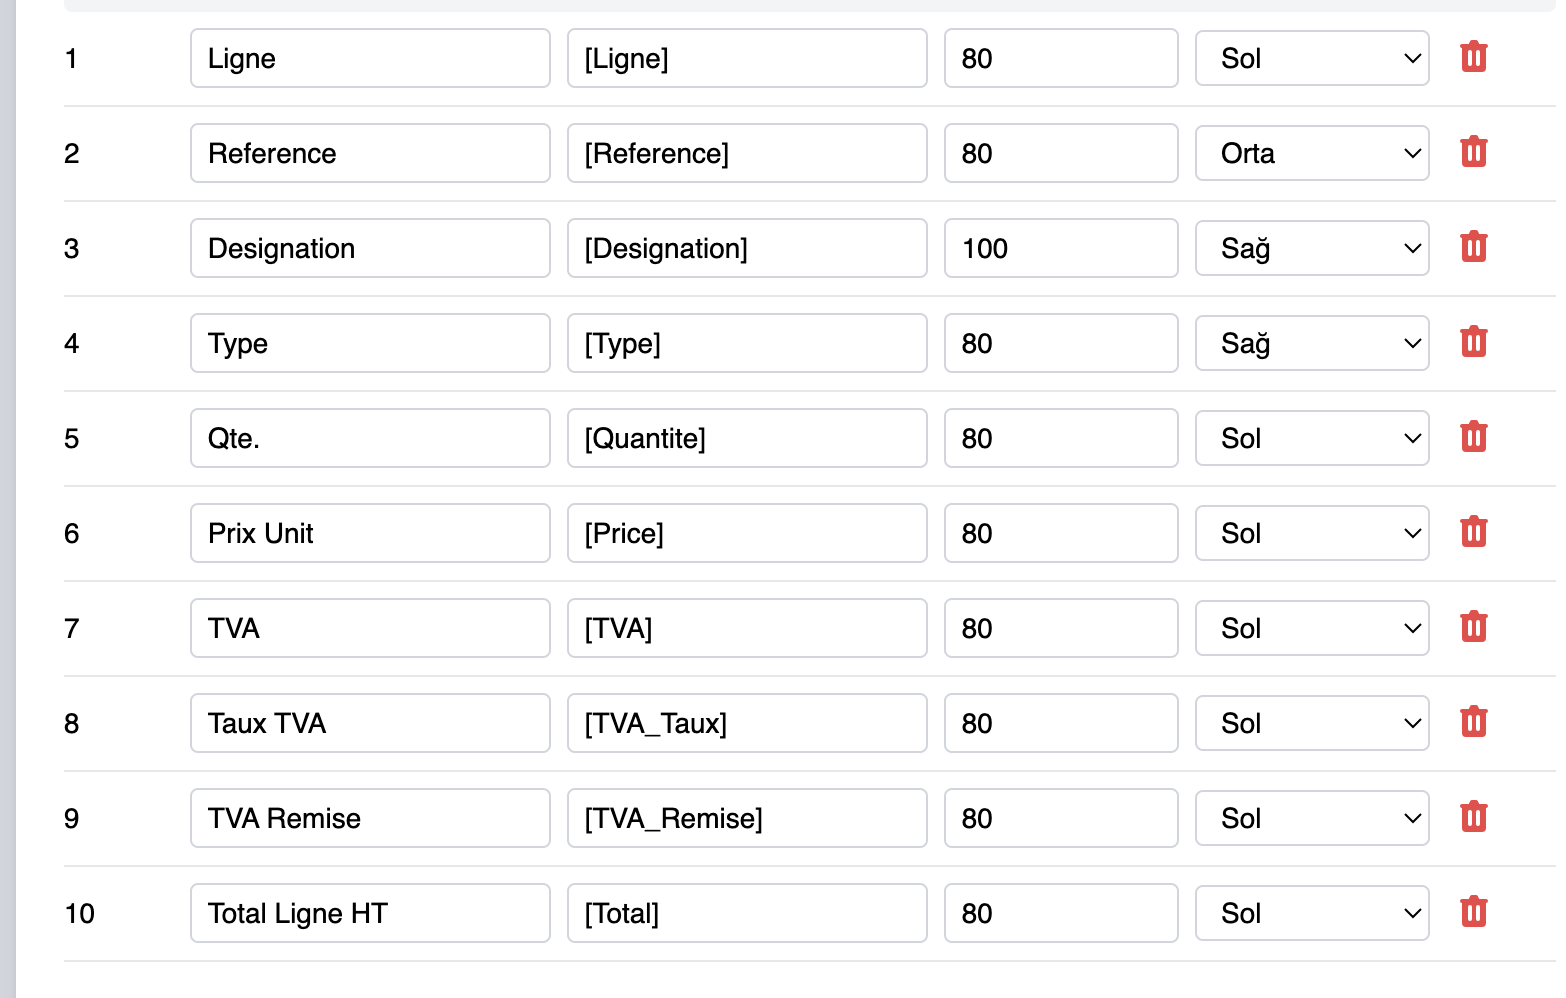 1 Ligne [Ligne] 80 Sol
2 Reference [Reference] 80 Orta
3 Designation [Designation] 100 Sağ
4 Type [Type] 80 Sağ
5 Qte. [Quantite] 80 Sol
6 Prix Unit [Price] 80 Sol
7 TVA [TVA] 80 Sol
8 Taux TVA [TVA_Taux] 80 Sol
9 TVA Remise [TVA_Remise] 80 Sol
10 Total Ligne HT [Total] 80 Sol